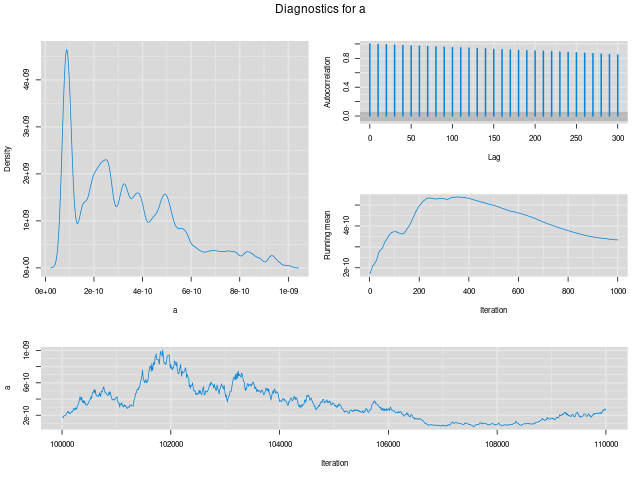 Diagnostics for a
Density
0e+00 1e+09 2e+09 3e+09 4e+09
0e+00 2e-10 4e-10 6e-10 8e-10 1e-09
a
Autocorrelation
0.0 0.4 0.8
0 50 100 150 200 250 300
Lag
Running mean
2e-10 4e-10
0 200 400 600 800 1000
Iteration
a
2e-10 6e-10 1e-09
100000 102000 104000 106000 108000 110000
Iteration